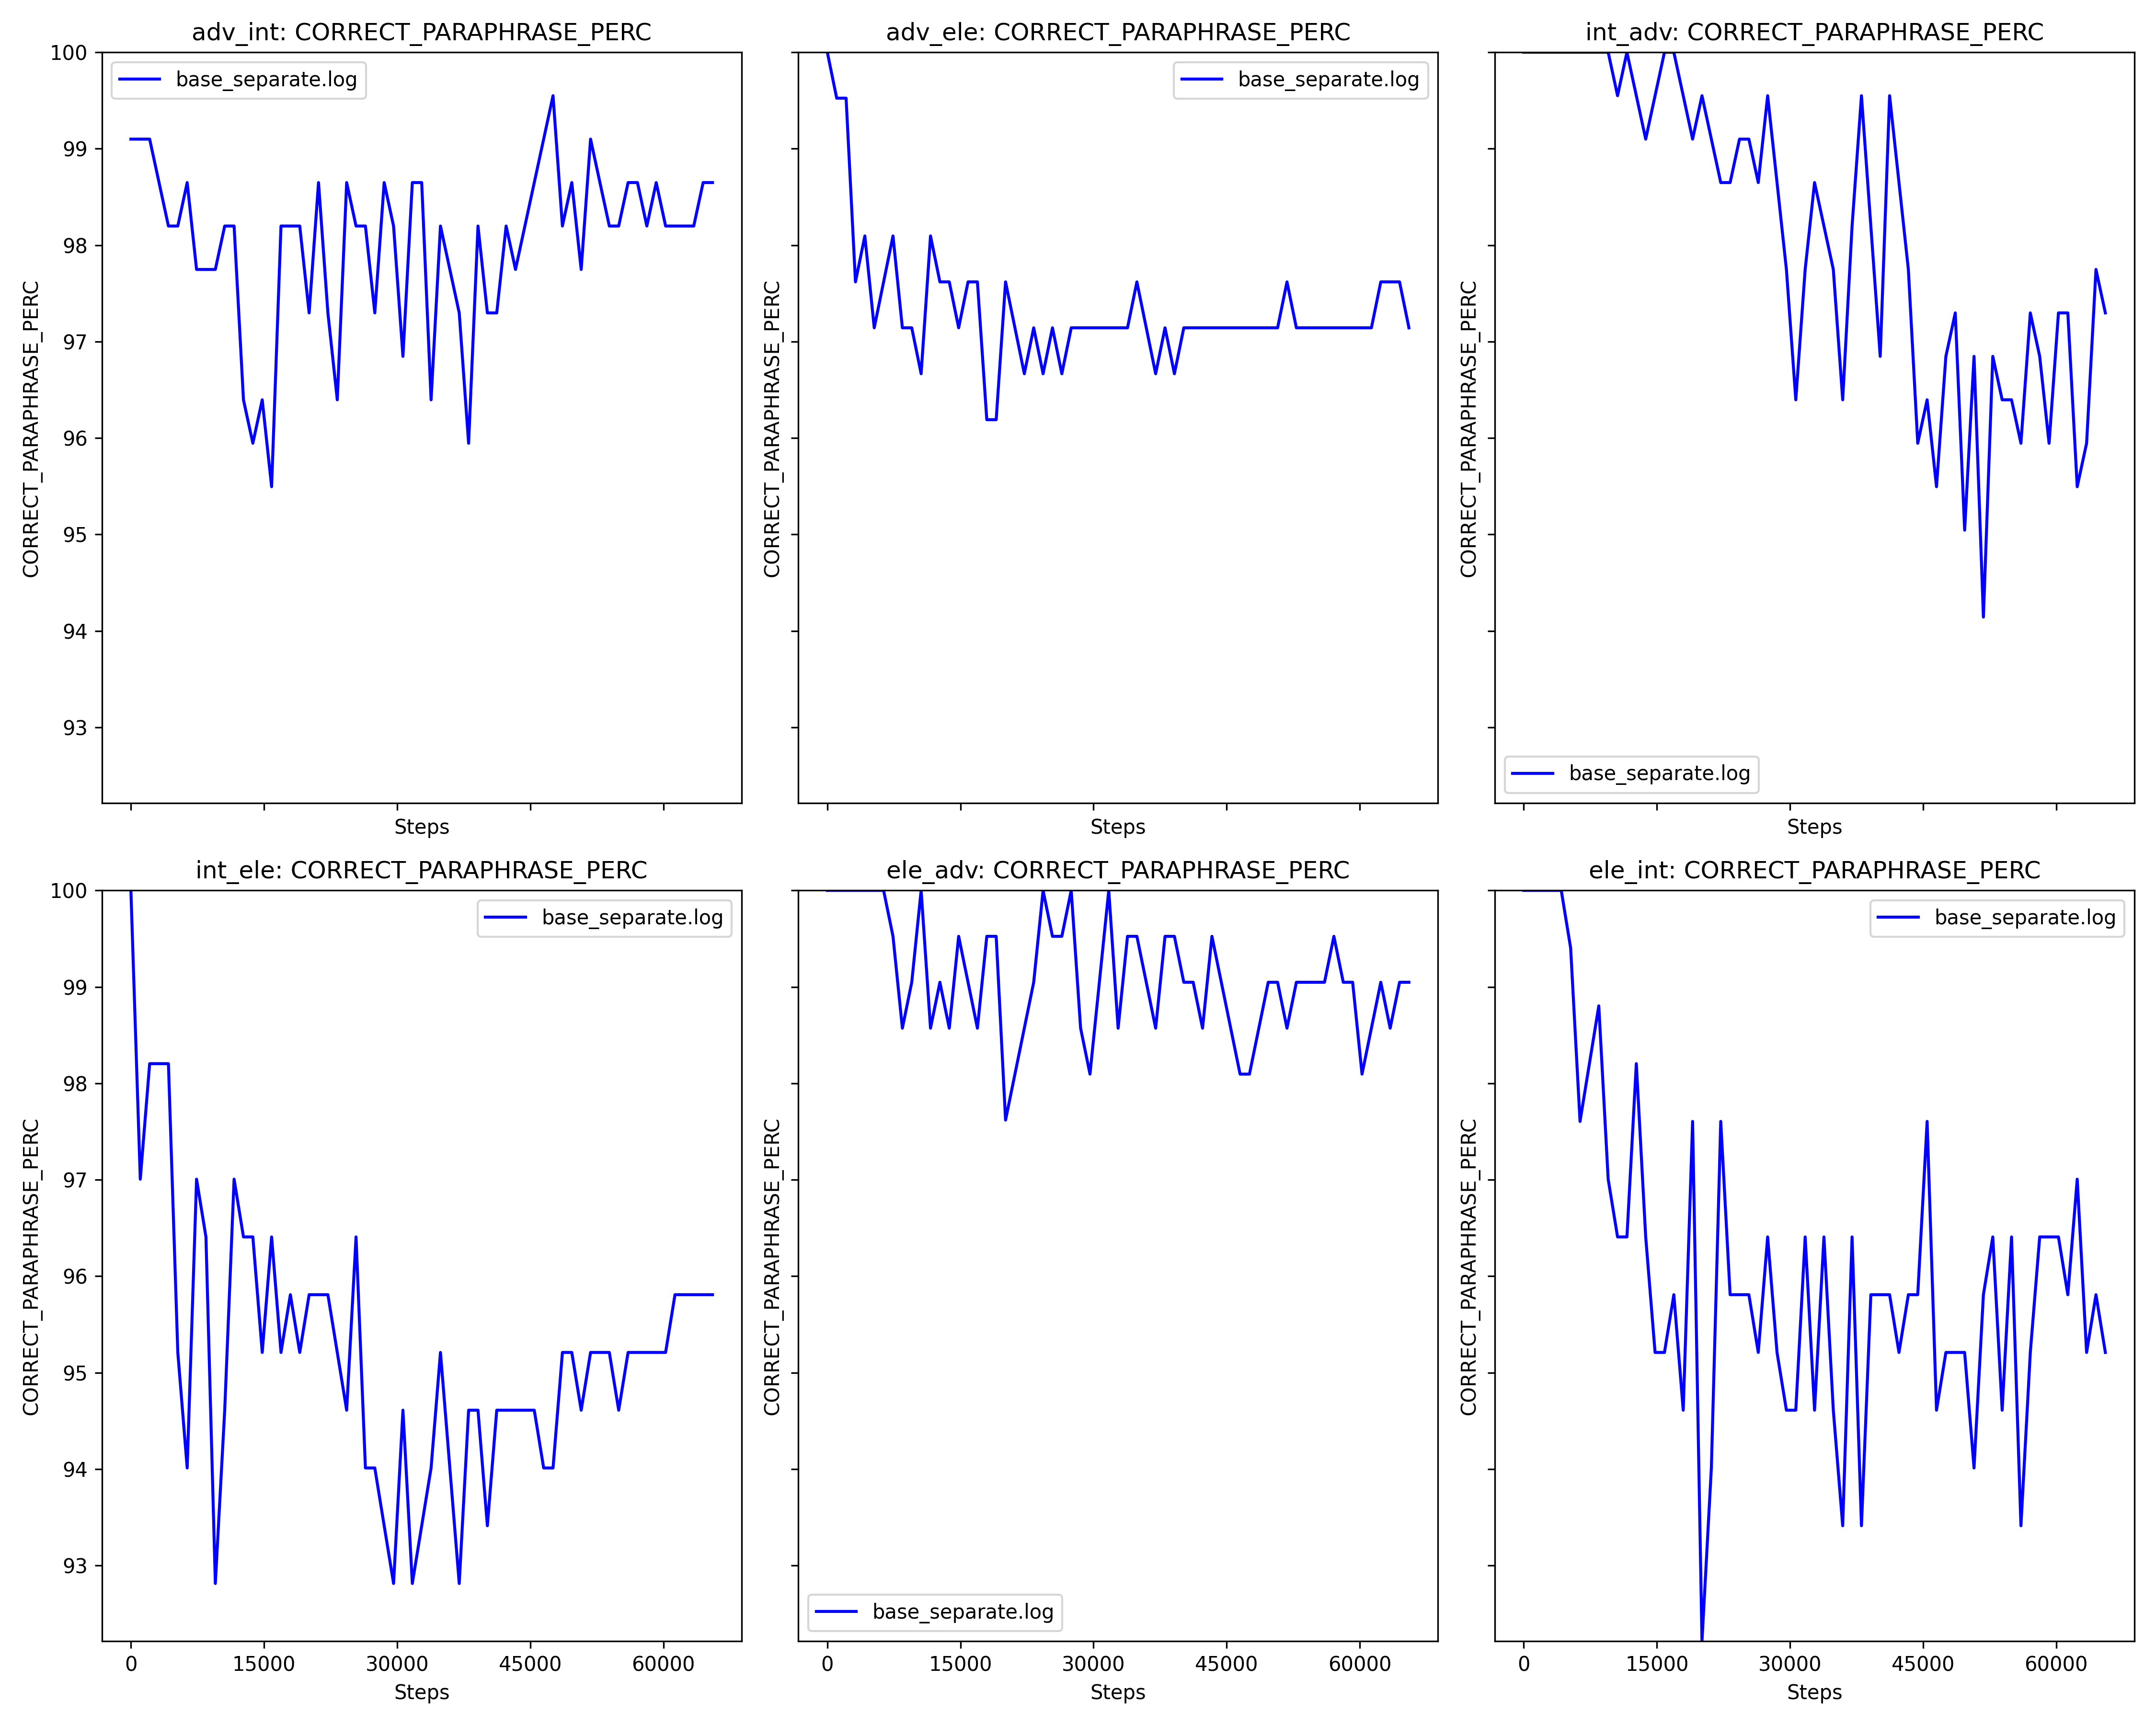 adv_int: CORRECT_PARAPHRASE_PERC
adv_ele: CORRECT_PARAPHRASE_PERC
int_adv: CORRECT_PARAPHRASE_PERC
100
99
98
97
96
95
94
93
CORRECT_PARAPHRASE_PERC
base_separate.log
Steps
CORRECT_PARAPHRASE_PERC
base_separate.log
Steps
CORRECT_PARAPHRASE_PERC
base_separate.log
Steps
int_ele: CORRECT_PARAPHRASE_PERC
ele_adv: CORRECT_PARAPHRASE_PERC
ele_int: CORRECT_PARAPHRASE_PERC
100
99
98
97
96
95
94
93
CORRECT_PARAPHRASE_PERC
base_separate.log
0 15000 30000 45000 60000
Steps
CORRECT_PARAPHRASE_PERC
base_separate.log
0 15000 30000 45000 60000
Steps
CORRECT_PARAPHRASE_PERC
base_separate.log
0 15000 30000 45000 60000
Steps